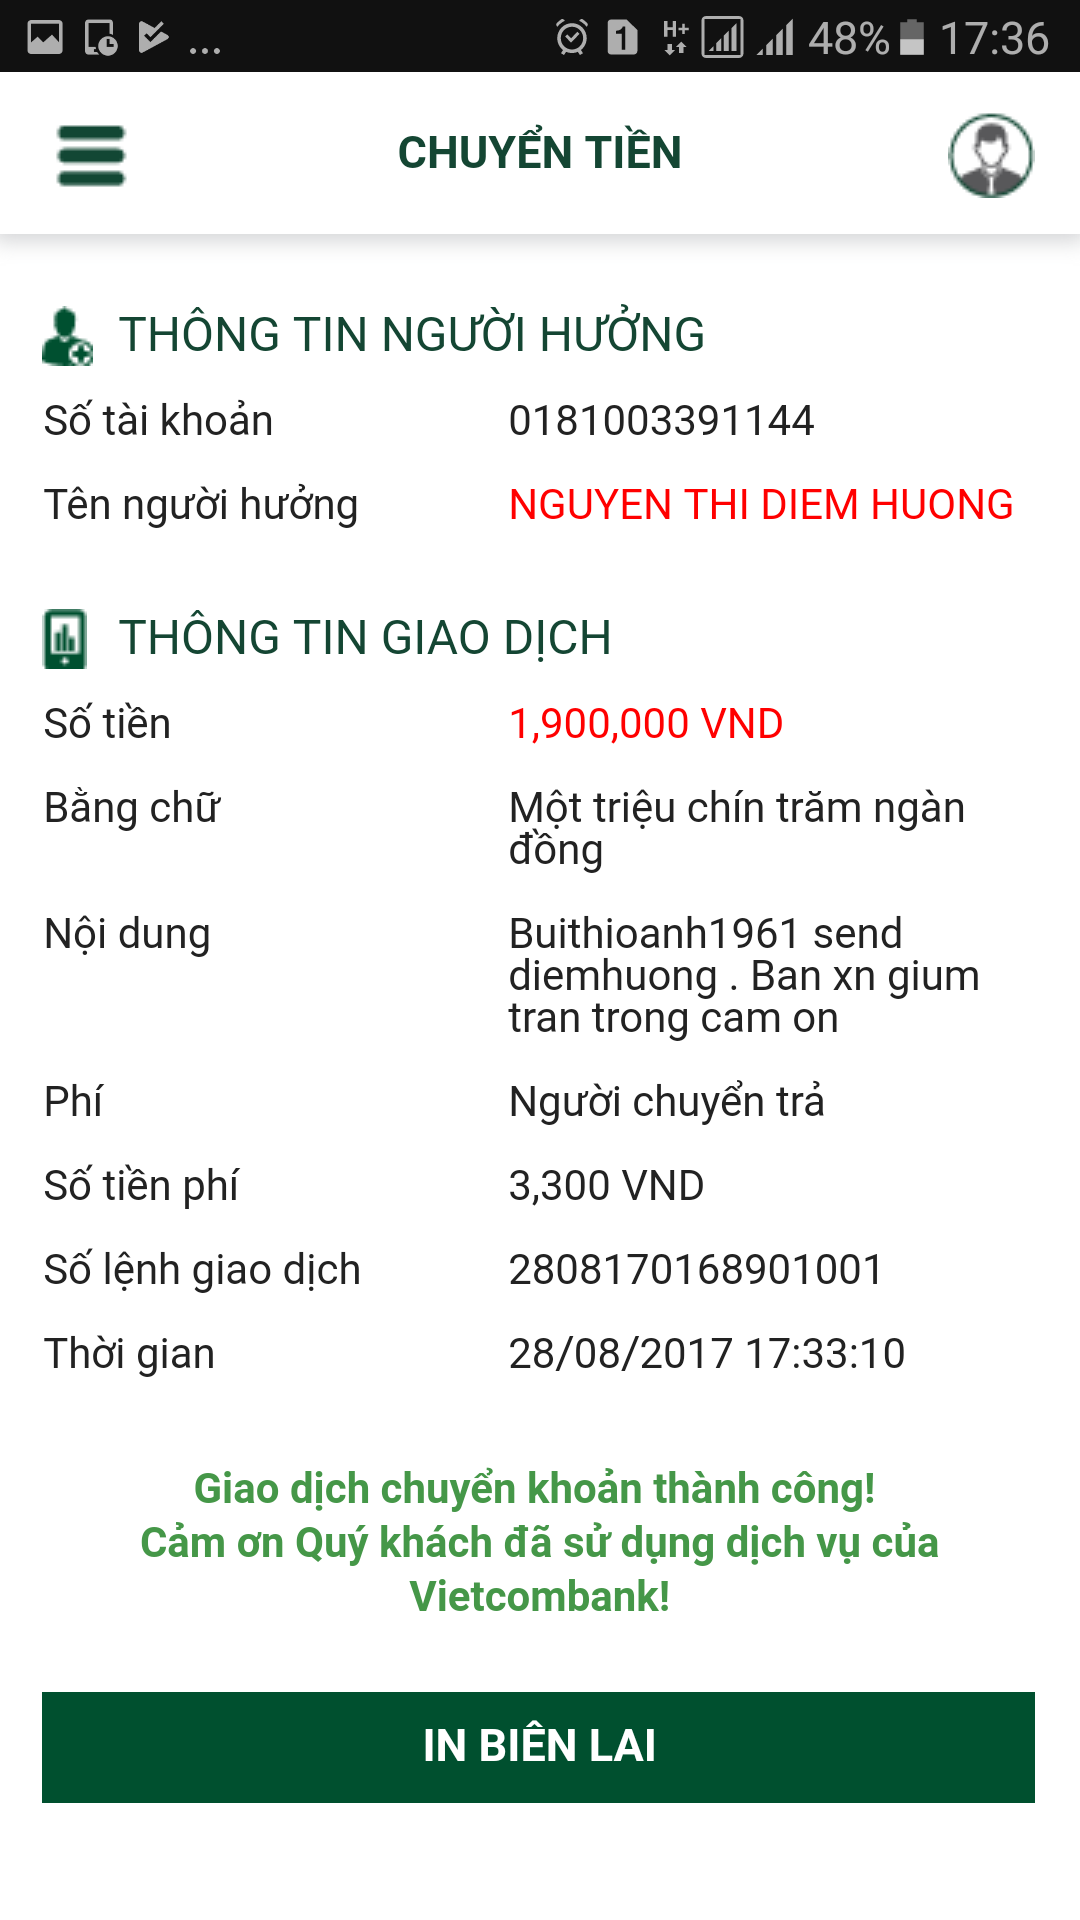 ... 1 H+ 48% 17:36
CHUYỂN TIỀN
THÔNG TIN NGƯỜI HƯỞNG
Số tài khoản 0181003391144
Tên người hưởng NGUYEN THI DIEM HUONG
THÔNG TIN GIAO DỊCH
Số tiền 1,900,000 VND
Bằng chữ Một triệu chín trăm ngàn
đồng
Nội dung Buithioanh1961 send
diemhuong . Ban xn gium
tran trong cam on
Phí Người chuyển trả
Số tiền phí 3,300 VND
Số lệnh giao dịch 2808170168901001
Thời gian 28/08/2017 17:33:10
Giao dịch chuyển khoản thành công!
Cảm ơn Quý khách đã sử dụng dịch vụ của
Vietcombank!
IN BIÊN LAI